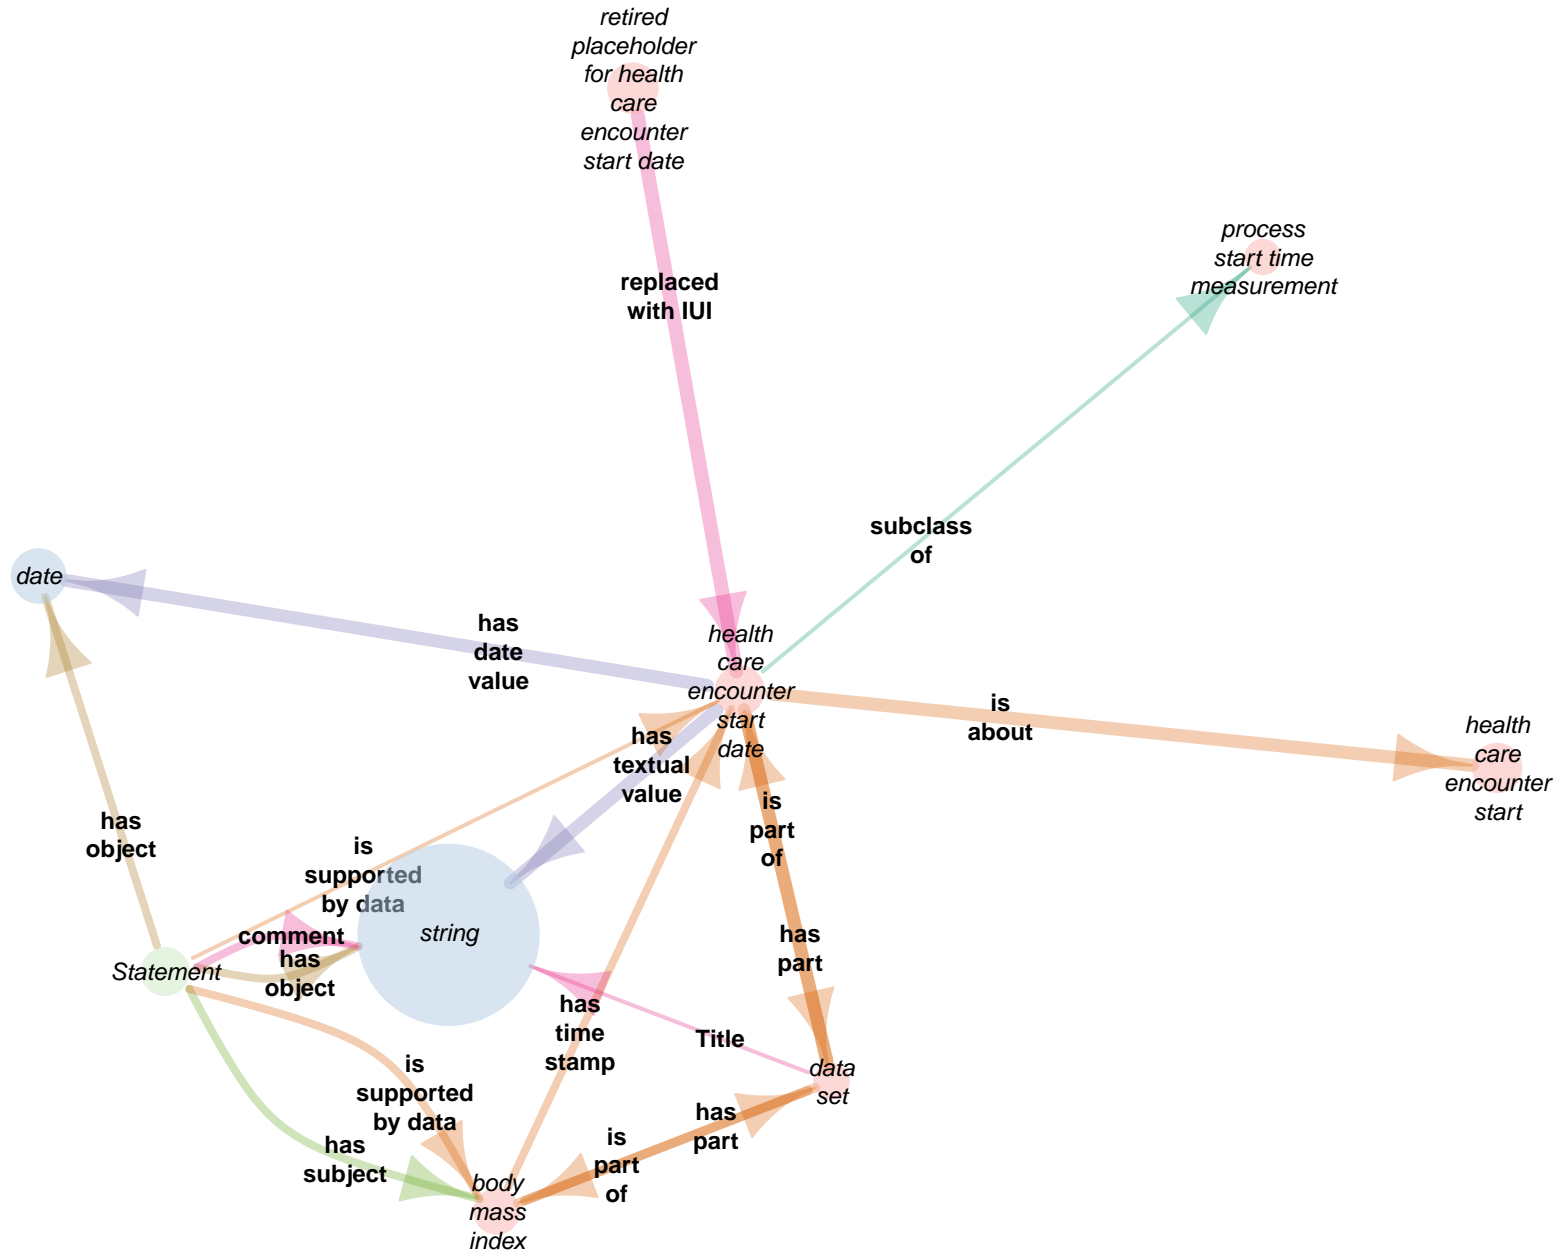 retired
placeholder
for health
care
encounter
start date
process
start time
measurement
replaced
with IUI
subclass
of
date
has
date
value
health
care
encounter
start
date
is
about
health
care
encounter
start
has
textual
value
is
part
of
has
object
is
supported
by data
string
comment
has
object
Statement
has
part
has
time
stamp
Title
data
set
is
supported
by data
has
part
is
part
of
has
subject
body
mass
index